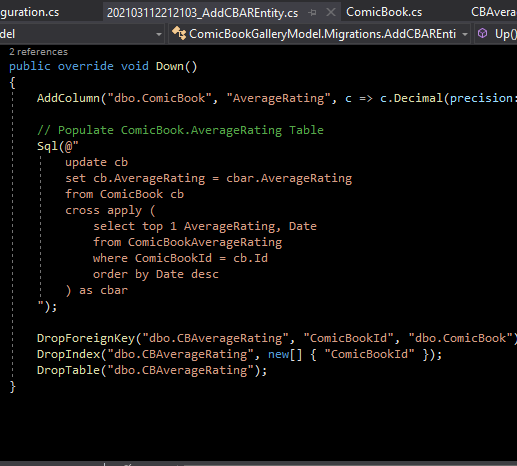 guration.cs 202103112212103_AddCBAREntity.cs ComicBook.cs CBAvera
del ComicBookGalleryModel.Migrations.AddCBAREnti Up()
2 references
public override void Down()
{
AddColumn("dbo.ComicBook", "AverageRating", c => c.Decimal(precision:
// Populate ComicBook.AverageRating Table
Sql(@"
update cb
set cb.AverageRating = cbar.AverageRating
from ComicBook cb
cross apply (
select top 1 AverageRating, Date
from ComicBookAverageRating
where ComicBookId = cb.Id
order by Date desc
) as cbar
");
DropForeignKey("dbo.CBAverageRating", "ComicBookId", "dbo.ComicBook")
DropIndex("dbo.CBAverageRating", new[] { "ComicBookId" });
DropTable("dbo.CBAverageRating");
}